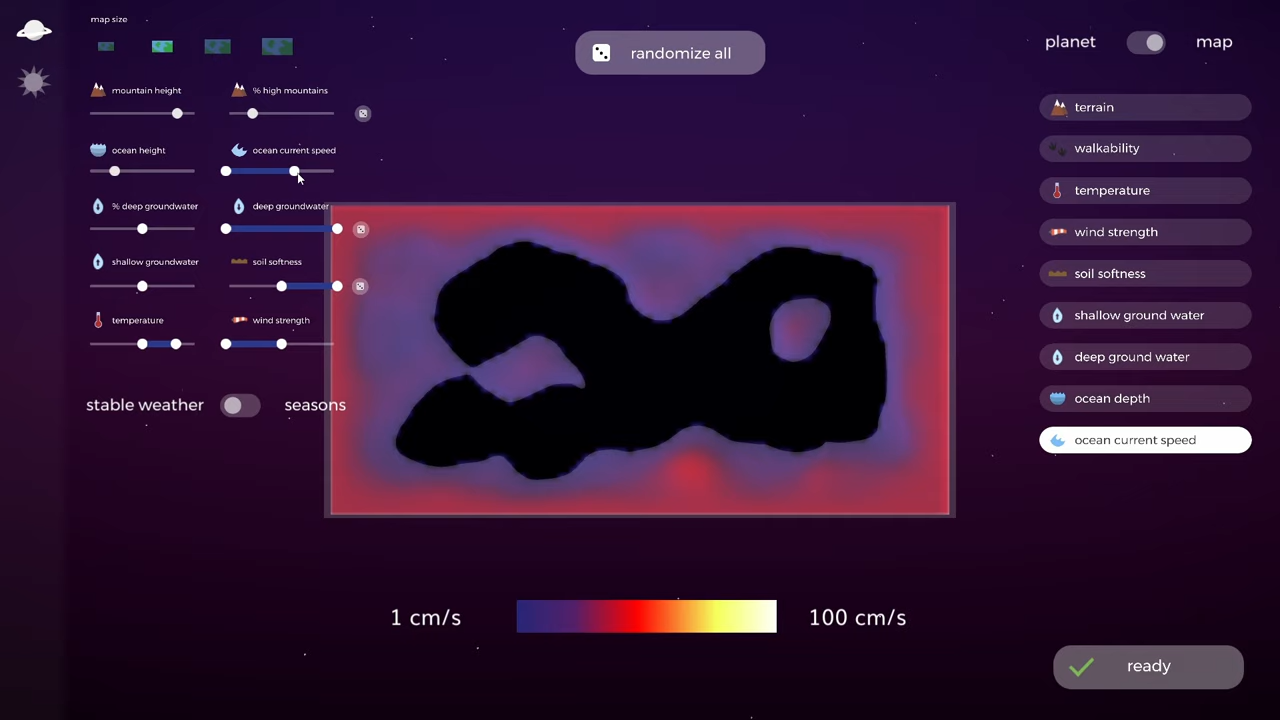 map size
randomize all
planet
map
mountain height
% high mountains
terrain
ocean height
ocean current speed
walkability
temperature
% deep groundwater
deep groundwater
wind strength
shallow groundwater
soil softness
soil softness
shallow ground water
temperature
wind strength
deep ground water
stable weather
seasons
ocean depth
ocean current speed
1 cm/s
100 cm/s
ready